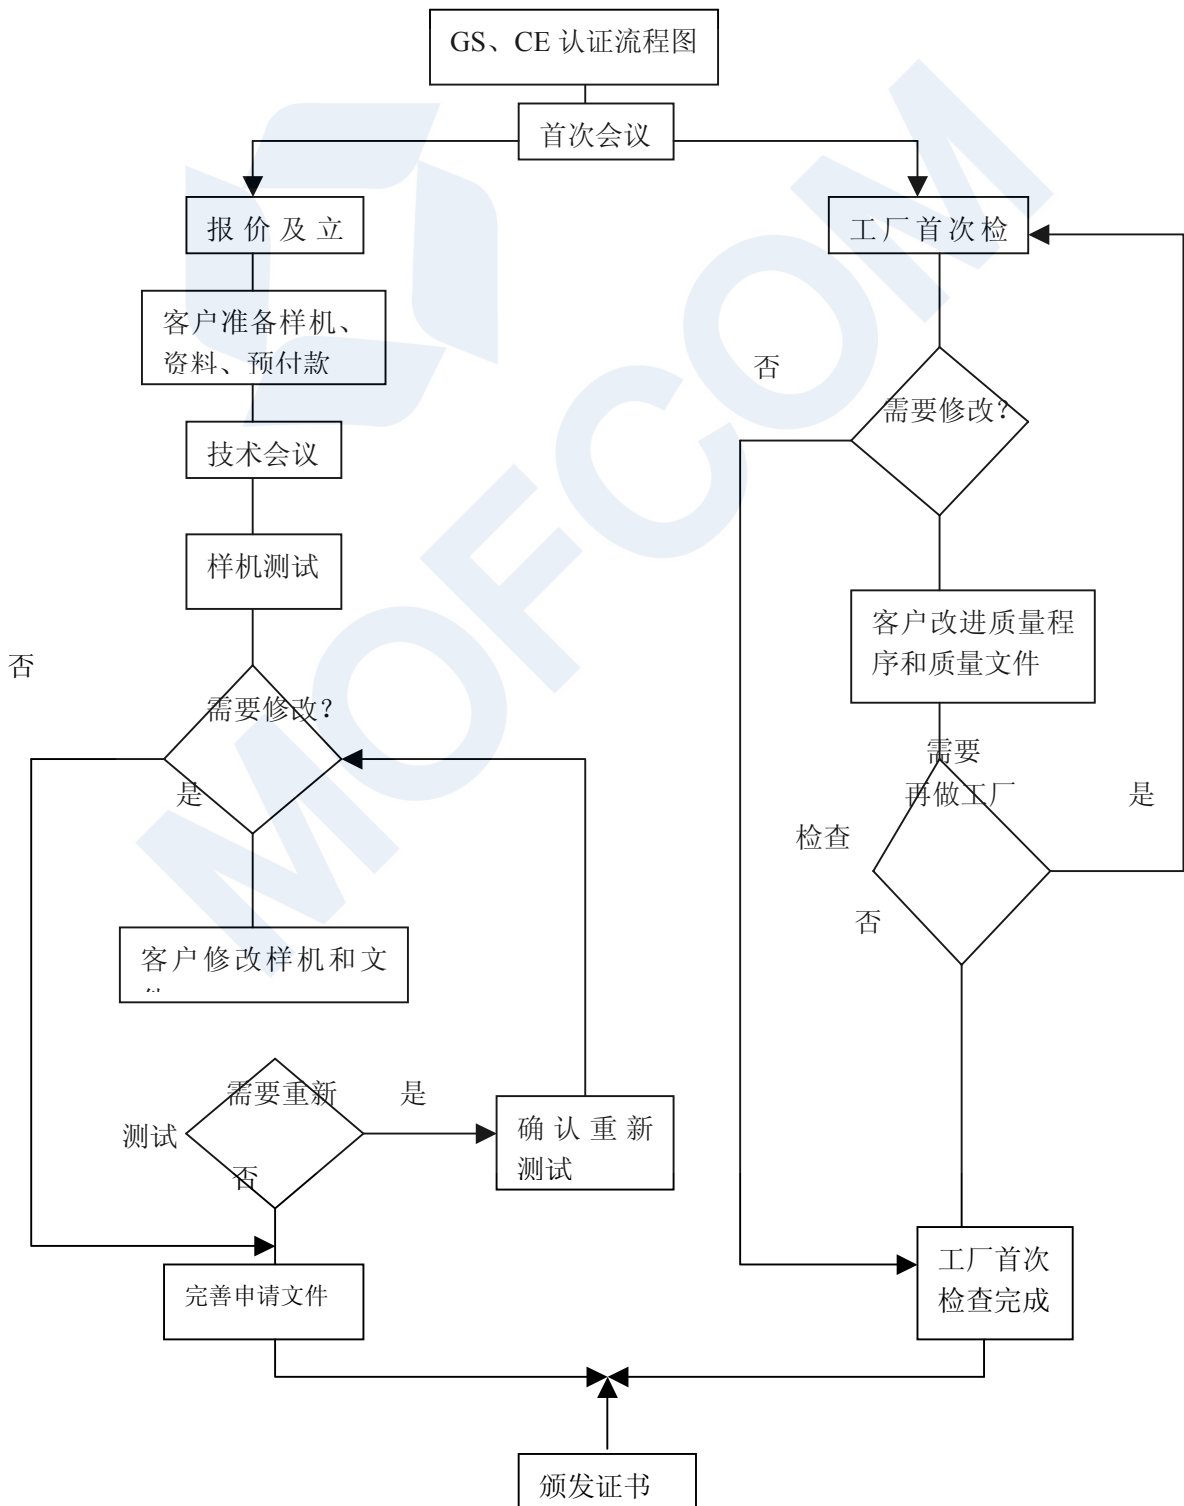 GS、CE 认证流程图
首次会议
报价及立
工厂首次检
客户准备样机、
资料、预付款
否
需要修改？
技术会议
样机测试
客户改进质量程
序和质量文件
否
需要修改？
是
需要
再做工厂
检查
是
否
客户修改样机和文
需要重新
测试
是
否
确认重新
测试
完善申请文件
工厂首次
检查完成
颁发证书
MOFCOM